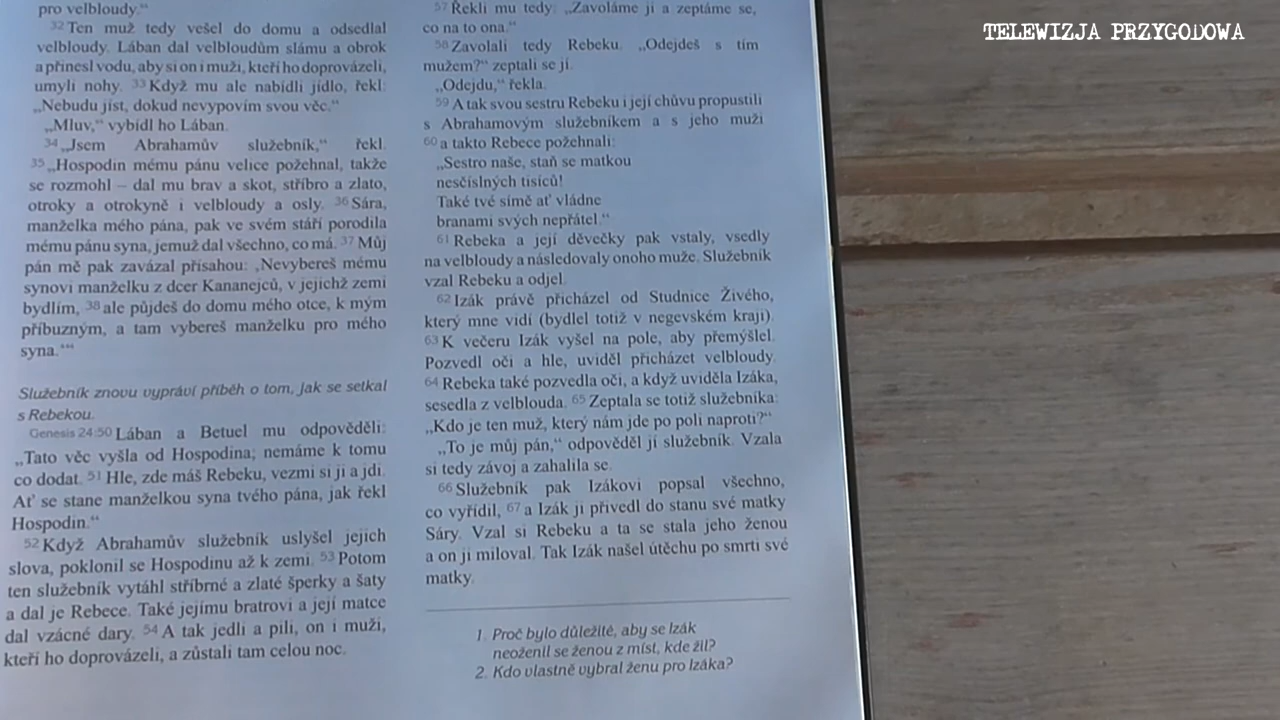 pro velbloudy.“
32 Ten muž tedy vešel do domu a odsedlal
velbloudy. Lában dal velbloudům slámu a obrok
a přinesl vodu, aby si on i muži, kteří ho doprovázeli,
umyli nohy. 33 Když mu ale nabídli jídlo, řekl:
„Nebudu jíst, dokud nevypovím svou věc.“
„Mluv,“ vybídl ho Lában.
34 „Jsem Abrahamův služebník,“ řekl.
35 „Hospodin mému pánu velice požehnal, takže
se rozmohl – dal mu brav a skot, stříbro a zlato,
otroky a otrokyně i velbloudy a osly. 36 Sára,
manželka mého pána, pak ve svém stáří porodila
mému pánu syna, jemuž dal všechno, co má. 37 Můj
pán mě pak zavázal přísahou: ‚Nevybereš mému
synovi manželku z dcer Kananejců, v jejichž zemi
bydlím, 38 ale půjdeš do domu mého otce, k mým
příbuzným, a tam vybereš manželku pro mého
syna.‘“
Služebník znovu vypráví příběh o tom, jak se setkal
s Rebekou.
Genesis 24:50 Lában a Betuel mu odpověděli:
„Tato věc vyšla od Hospodina; nemáme k tomu
co dodat. 51 Hle, zde máš Rebeku, vezmi si ji a jdi.
Ať se stane manželkou syna tvého pána, jak řekl
Hospodin.“
52 Když Abrahamův služebník uslyšel jejich
slova, poklonil se Hospodinu až k zemi. 53 Potom
ten služebník vytáhl stříbrné a zlaté šperky a šaty
a dal je Rebece. Také jejímu bratrovi a její matce
dal vzácné dary. 54 A tak jedli a pili, on i muži,
kteří ho doprovázeli, a zůstali tam celou noc.
57 Řekli mu tedy: „Zavoláme ji a zeptáme se,
co na to ona.“
58 Zavolali tedy Rebeku. „Odejdeš s tím
mužem?“ zeptali se jí.
„Odejdu,“ řekla.
59 A tak svou sestru Rebeku i její chůvu propustili
s Abrahamovým služebníkem a s jeho muži
60 a takto Rebece požehnali:
„Sestro naše, staň se matkou
nesčíslných tisíců!
Také tvé símě ať vládne
branami svých nepřátel.“
61 Rebeka a její děvečky pak vstaly, vsedly
na velbloudy a následovaly onoho muže. Služebník
vzal Rebeku a odjel.
62 Izák právě přicházel od Studnice Živého,
který mne vidí (bydlel totiž v negevském kraji).
63 K večeru Izák vyšel na pole, aby přemýšlel.
Pozvedl oči a hle, uviděl přicházet velbloudy.
64 Rebeka také pozvedla oči, a když uviděla Izáka,
sesedla z velblouda. 65 Zeptala se totiž služebníka:
„Kdo je ten muž, který nám jde po poli naproti?“
„To je můj pán,“ odpověděl jí služebník. Vzala
si tedy závoj a zahalila se.
66 Služebník pak Izákovi popsal všechno,
co vyřídil, 67 a Izák ji přivedl do stanu své matky
Sáry. Vzal si Rebeku a ta se stala jeho ženou
a on ji miloval. Tak Izák našel útěchu po smrti své
matky.
1. Proč bylo důležité, aby se Izák
neoženil se ženou z míst, kde žil?
2. Kdo vlastně vybral ženu pro Izáka?
TELEWIZJA PRZYGODOWA